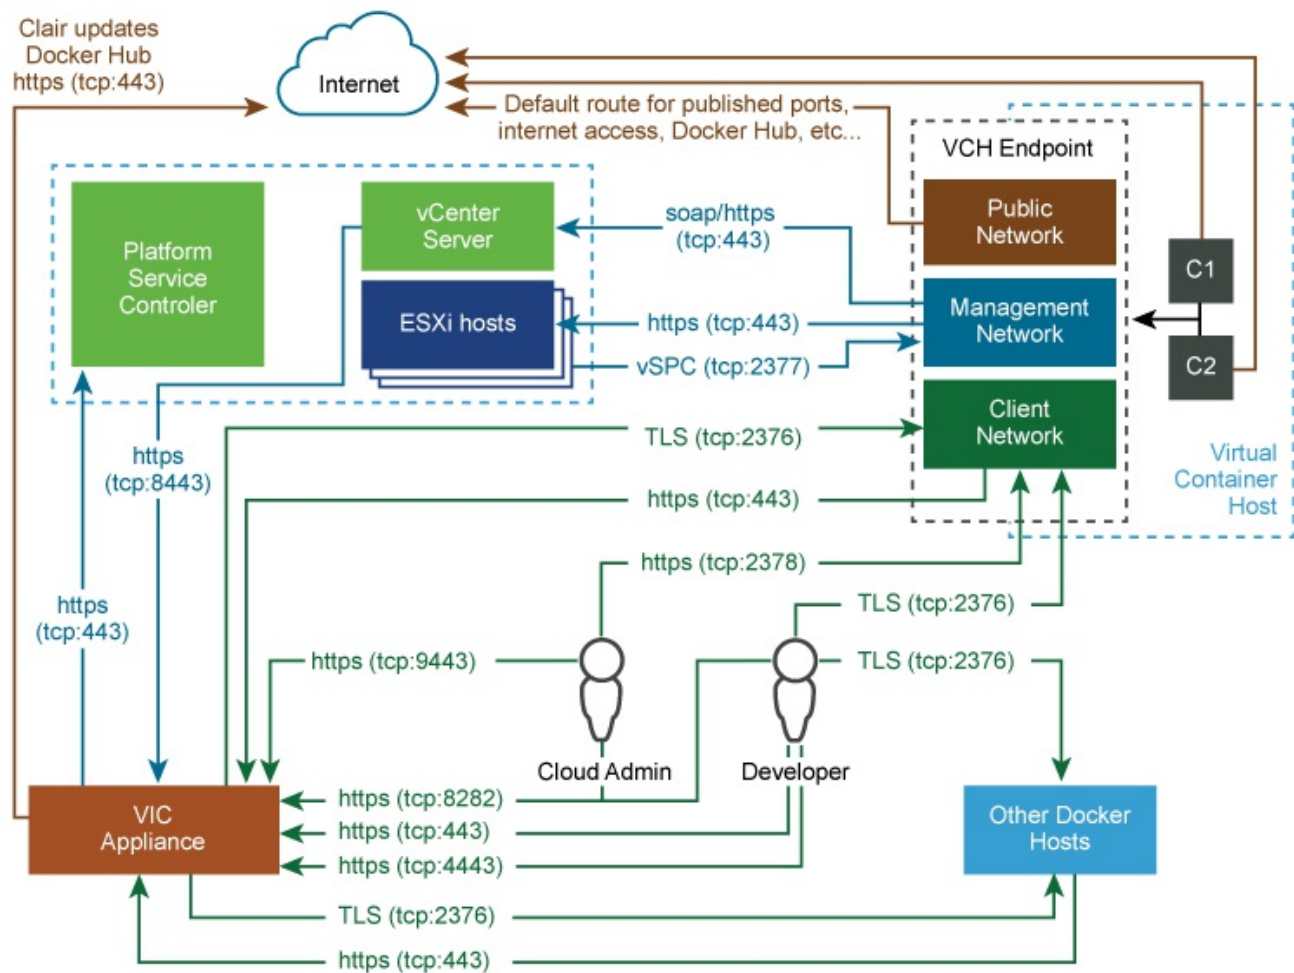 Clair updates
Docker Hub
https (tcp:443)
Internet
Default route for published ports,
internet access, Docker Hub, etc...
VCH Endpoint
Platform
Service
Controler
vCenter
Server
soap/https
(tcp:443)
Public
Network
C1
ESXi hosts
https (tcp:443)
Management
Network
vSPC (tcp:2377)
C2
Client
Network
TLS (tcp:2376)
https
(tcp:8443)
Virtual
Container
Host
https (tcp:443)
https (tcp:2378)
https
(tcp:443)
TLS (tcp:2376)
https (tcp:9443)
TLS (tcp:2376)
Cloud Admin
Developer
VIC
Appliance
https (tcp:8282)
https (tcp:443)
https (tcp:4443)
Other Docker
Hosts
TLS (tcp:2376)
https (tcp:443)